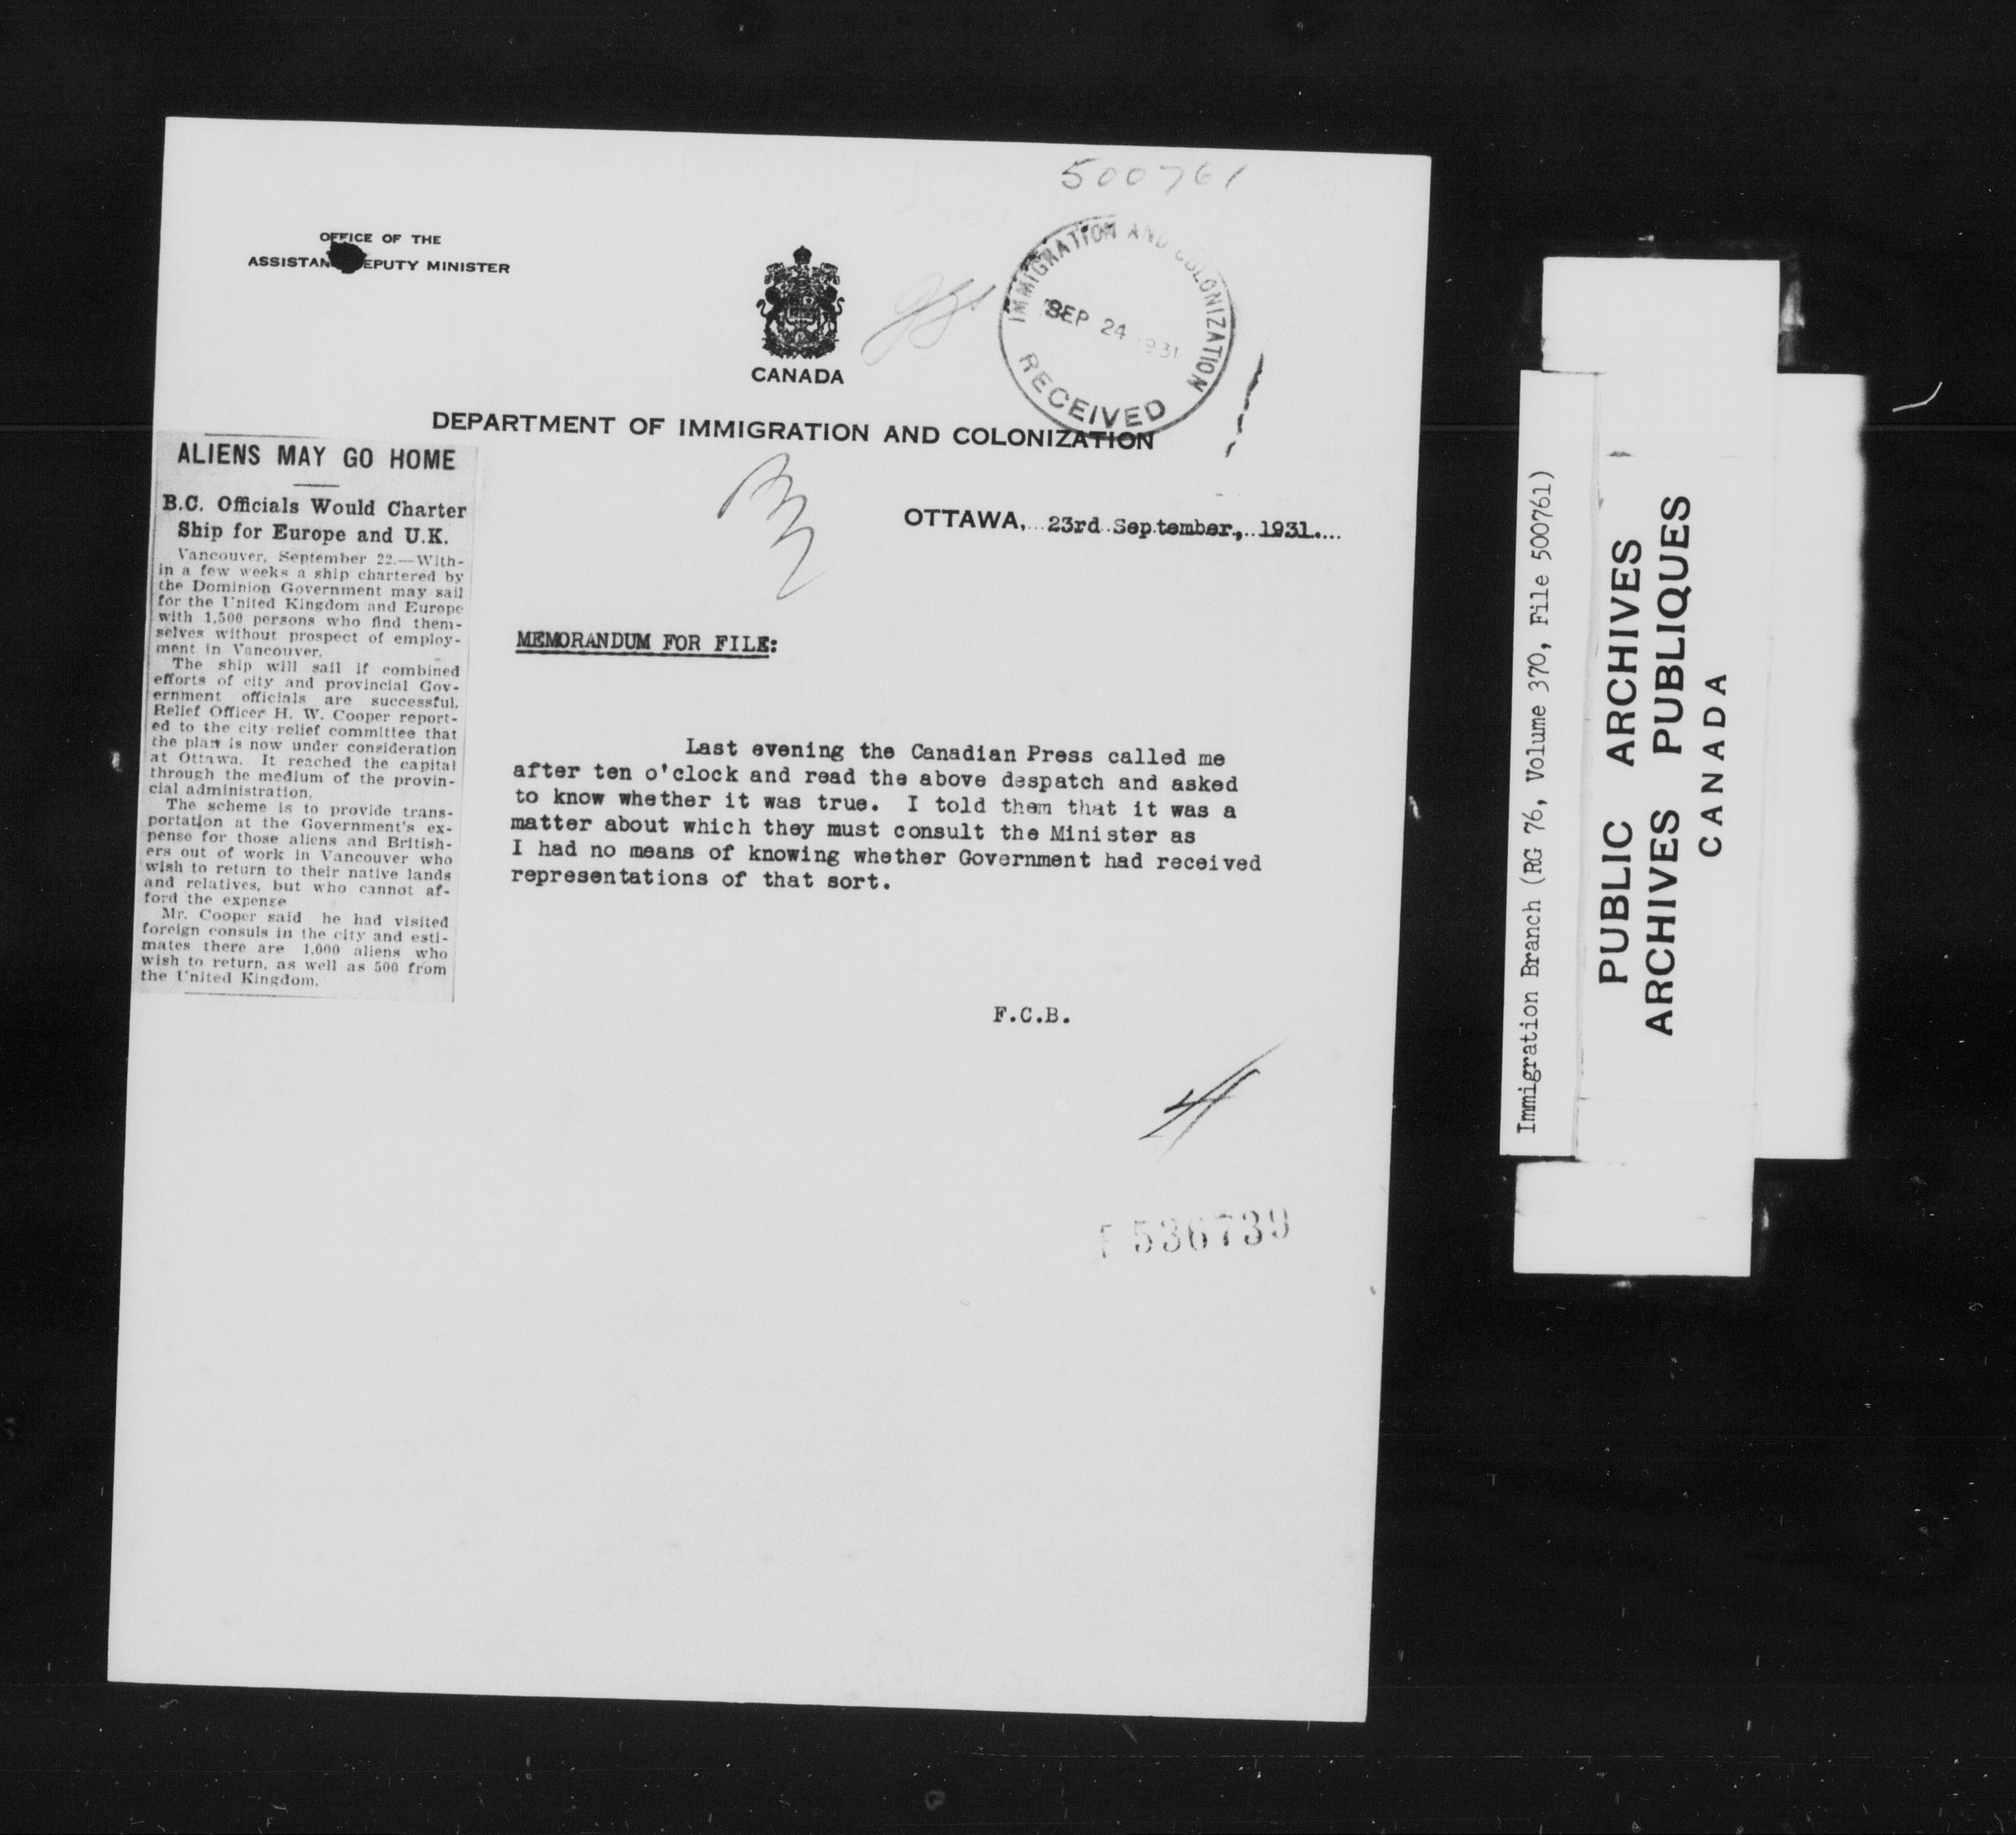 500761
OFFICE OF THE
ASSISTAN EPUTY MINISTER
CANADA
IMMIGRATION AND COLONIZATION
SEP 24 1931
RECEIVED
DEPARTMENT OF IMMIGRATION AND COLONIZATION
OTTAWA, 23rd September, 1931.
ALIENS MAY GO HOME
B.C. Officials Would Charter
Ship for Europe and U.K.
Vancouver, September 22.—With-
in a few weeks a ship chartered by
the Dominion Government may sail
for the United Kingdom and Europe
with 1,500 persons who find them-
selves without prospect of employ-
ment in Vancouver.
The ship will sail if combined
efforts of city and provincial Gov-
ernment officials are successful.
Relief Officer H. W. Cooper report-
ed to the city relief committee that
the plan is now under consideration
at Ottawa. It reached the capital
through the medium of the provin-
cial administration.
The scheme is to provide trans-
portation at the Government's ex-
pense for those aliens and British-
ers out of work in Vancouver who
wish to return to their native lands
and relatives, but who cannot af-
ford the expense
Mr. Cooper said he had visited
foreign consuls in the city and esti-
mates there are 1,000 aliens who
wish to return, as well as 500 from
the United Kingdom.
MEMORANDUM FOR FILE:
Last evening the Canadian Press called me
after ten o'clock and read the above despatch and asked
to know whether it was true. I told them that it was a
matter about which they must consult the Minister as
I had no means of knowing whether Government had received
representations of that sort.
F.C.B.
F 536739
Immigration Branch (RG 76, Volume 370, File 500761)
PUBLIC ARCHIVES
ARCHIVES PUBLIQUES
CANADA